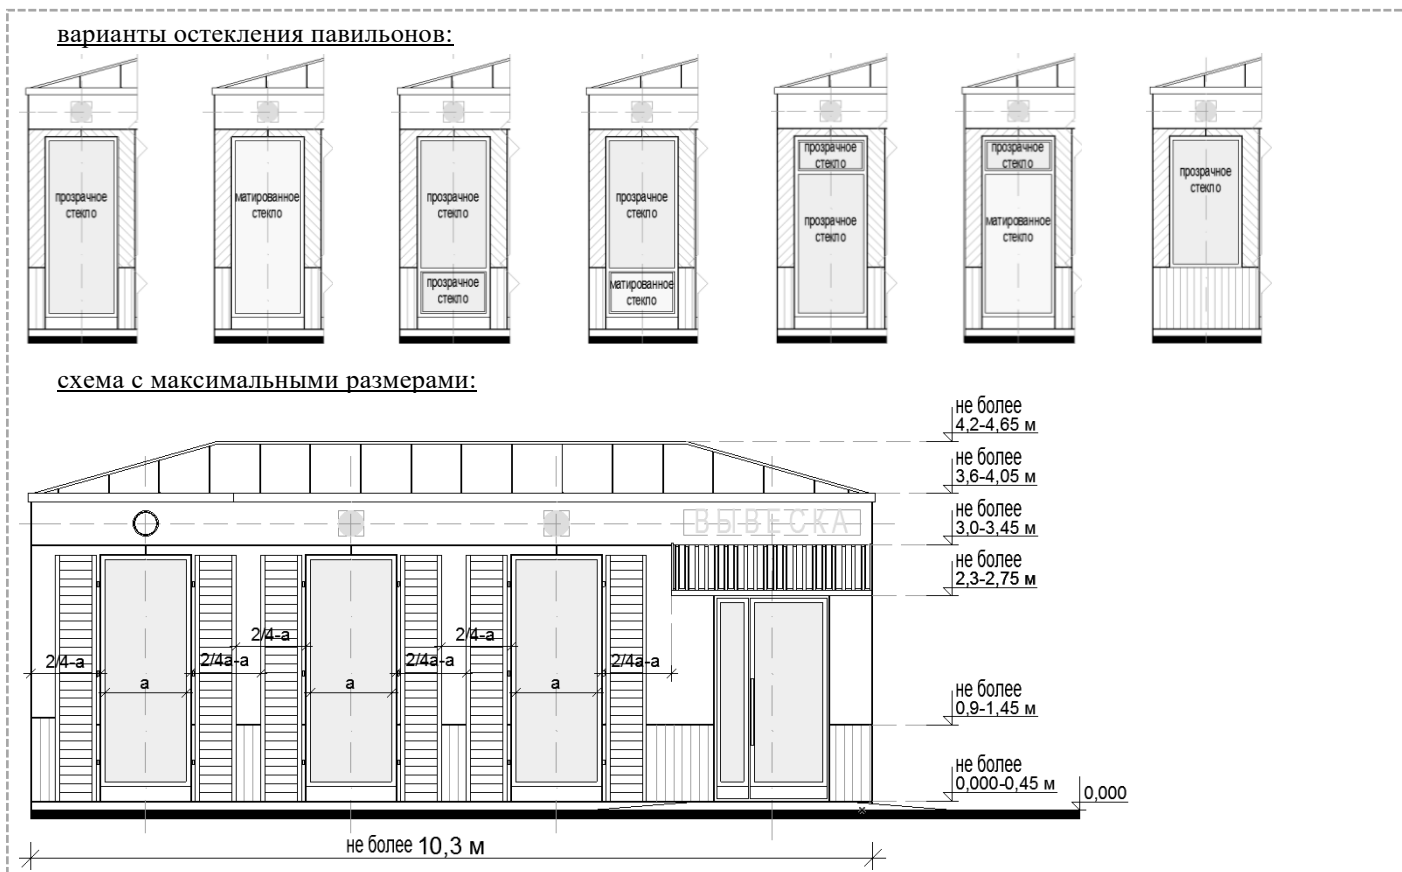 варианты остекления павильонов:
прозрачное
стекло
матированное
стекло
прозрачное
стекло
прозрачное
стекло
прозрачное
стекло
матированное
стекло
прозрачное
стекло
прозрачное
стекло
прозрачное
стекло
матированное
стекло
прозрачное
стекло
схема с максимальными размерами:
не более
4,2-4,65 м
не более
3,6-4,05 м
не более
3,0-3,45 м
не более
2,3-2,75 м
ВЫВЕСКА
2/4-а
2/4-а
2/4-а
2/4а-а
2/4а-а
2/4а-а
а
а
а
не более
0,9-1,45 м
не более
0,000-0,45 м
0,000
не более 10,3 м